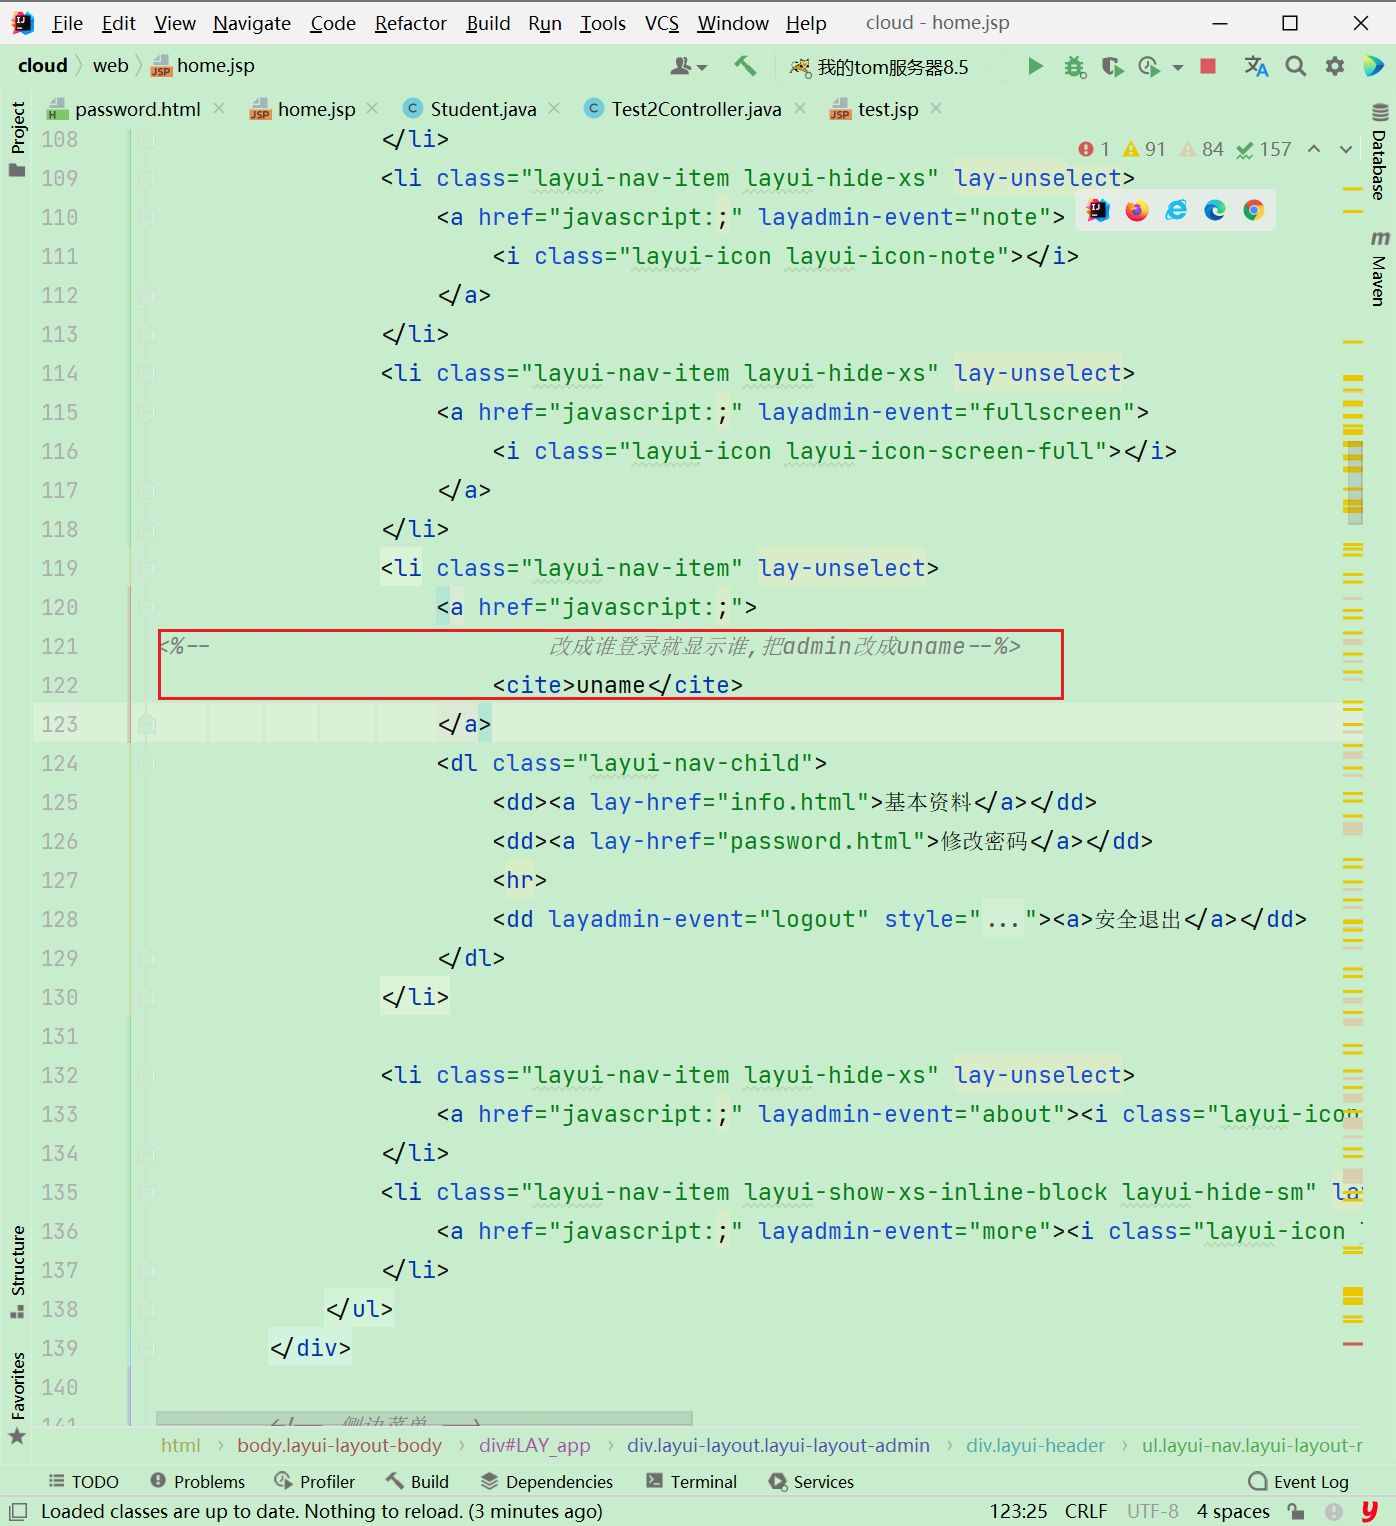 File Edit View Navigate Code Refactor Build Run Tools VCS Window Help cloud - home.jsp
cloud web home.jsp 我的tom服务器8.5
password.html home.jsp Student.java Test2Controller.java test.jsp
Project
Database
Maven
1 91 84 157
108 </li>
109 <li class="layui-nav-item layui-hide-xs" lay-unselect>
110 <a href="javascript:;" layadmin-event="note">
111 <i class="layui-icon layui-icon-note"></i>
112 </a>
113 </li>
114 <li class="layui-nav-item layui-hide-xs" lay-unselect>
115 <a href="javascript:;" layadmin-event="fullscreen">
116 <i class="layui-icon layui-icon-screen-full"></i>
117 </a>
118 </li>
119 <li class="layui-nav-item" lay-unselect>
120 <a href="javascript:;">
121 <%-- 改成谁登录就显示谁,把admin改成uname--%>
122 <cite>uname</cite>
123 </a>
124 <dl class="layui-nav-child">
125 <dd><a lay-href="info.html">基本资料</a></dd>
126 <dd><a lay-href="password.html">修改密码</a></dd>
127 <hr>
128 <dd layadmin-event="logout" style="..."><a>安全退出</a></dd>
129 </dl>
130 </li>
131
132 <li class="layui-nav-item layui-hide-xs" lay-unselect>
133 <a href="javascript:;" layadmin-event="about"><i class="layui-icon
134 </li>
135 <li class="layui-nav-item layui-show-xs-inline-block layui-hide-sm" la
136 <a href="javascript:;" layadmin-event="more"><i class="layui-icon
137 </li>
138 </ul>
139 </div>
140
141 <!-- 侧边菜单 -->
Structure
Favorites
html body.layui-layout-body div#LAY_app div.layui-layout.layui-layout-admin div.layui-header ul.layui-nav.layui-layout-r
TODO Problems Profiler Build Dependencies Terminal Services Event Log
Loaded classes are up to date. Nothing to reload. (3 minutes ago) 123:25 CRLF UTF-8 4 spaces